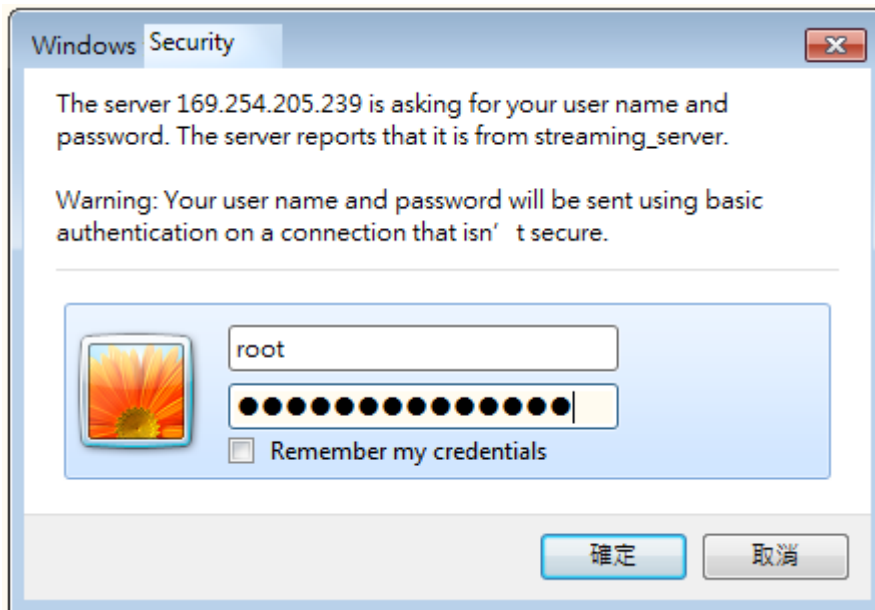 Windows Security
The server 169.254.205.239 is asking for your user name and
password. The server reports that it is from streaming_server.
Warning: Your user name and password will be sent using basic
authentication on a connection that isn' t secure.
root
●●●●●●●●●●●●●●
Remember my credentials
確定
取消